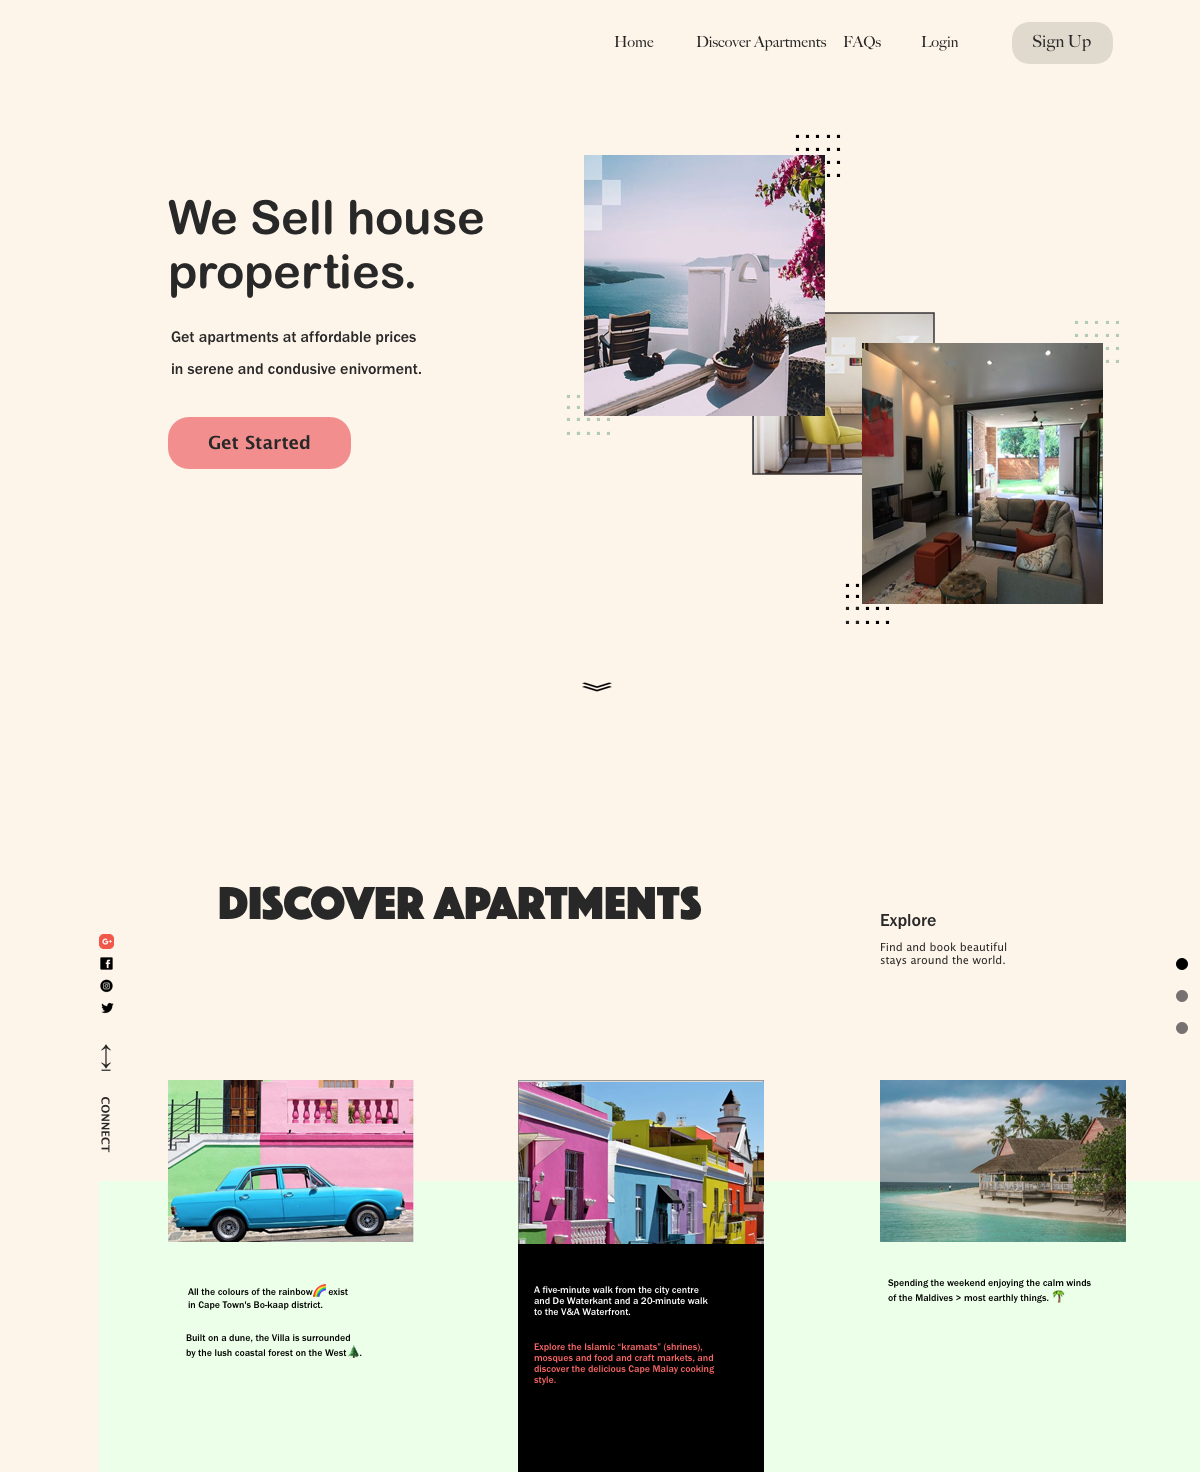 Home Discover Apartments FAQs Login Sign Up
We Sell house
properties.
Get apartments at affordable prices
in serene and condusive enivorment.
Get Started
DISCOVER APARTMENTS
Explore
Find and book beautiful
stays around the world.
G+
CONNECT
All the colours of the rainbow🌈 exist
in Cape Town's Bo-kaap district.
Built on a dune, the Villa is surrounded
by the lush coastal forest on the West🌲.
A five-minute walk from the city centre
and De Waterkant and a 20-minute walk
to the V&A Waterfront.
Explore the Islamic “kramats” (shrines),
mosques and food and craft markets, and
discover the delicious Cape Malay cooking
style.
Spending the weekend enjoying the calm winds
of the Maldives > most earthly things. 🌴